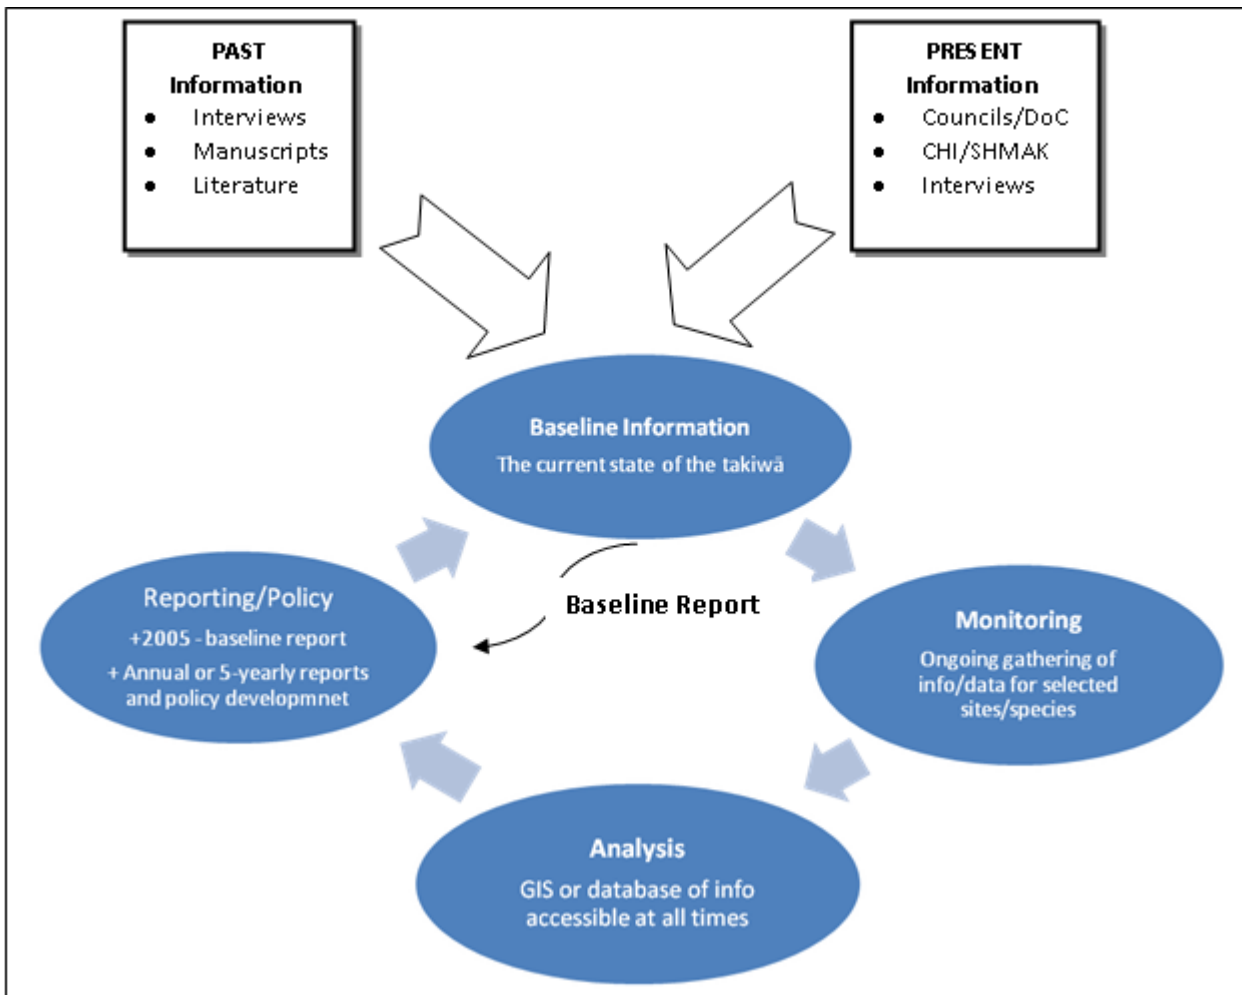 PAST
Information
● Interviews
● Manuscripts
● Literature
PRESENT
Information
● Councils/DoC
● CHI/SHMAK
● Interviews
Baseline Information
The current state of the takiwā
Baseline Report
Reporting/Policy
+2005 - baseline report
+ Annual or 5-yearly reports
and policy developmnet
Monitoring
Ongoing gathering of
info/data for selected
sites/species
Analysis
GIS or database of info
accessible at all times